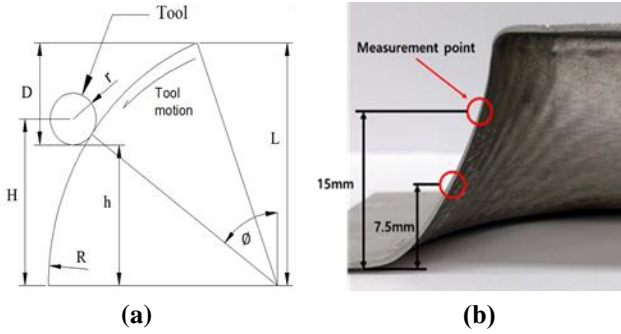 Tool
r
D
Tool
motion
L
H
h
Ø
R
(a)
Measurement point
15mm
7.5mm
(b)